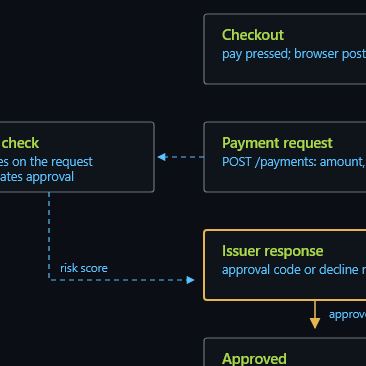 Checkout
pay pressed; browser post
check
es on the request
ates approval
Payment request
POST /payments: amount,
Issuer response
approval code or decline
risk score
approve
Approved